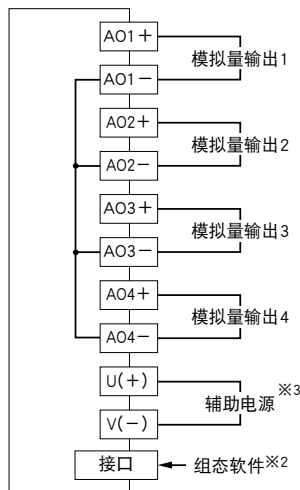 AO1+
模拟量输出1
AO1−
AO2+
模拟量输出2
AO2−
AO3+
模拟量输出3
AO3−
AO4+
模拟量输出4
AO4−
U(+)
辅助电源※3
V(−)
接口 组态软件※2